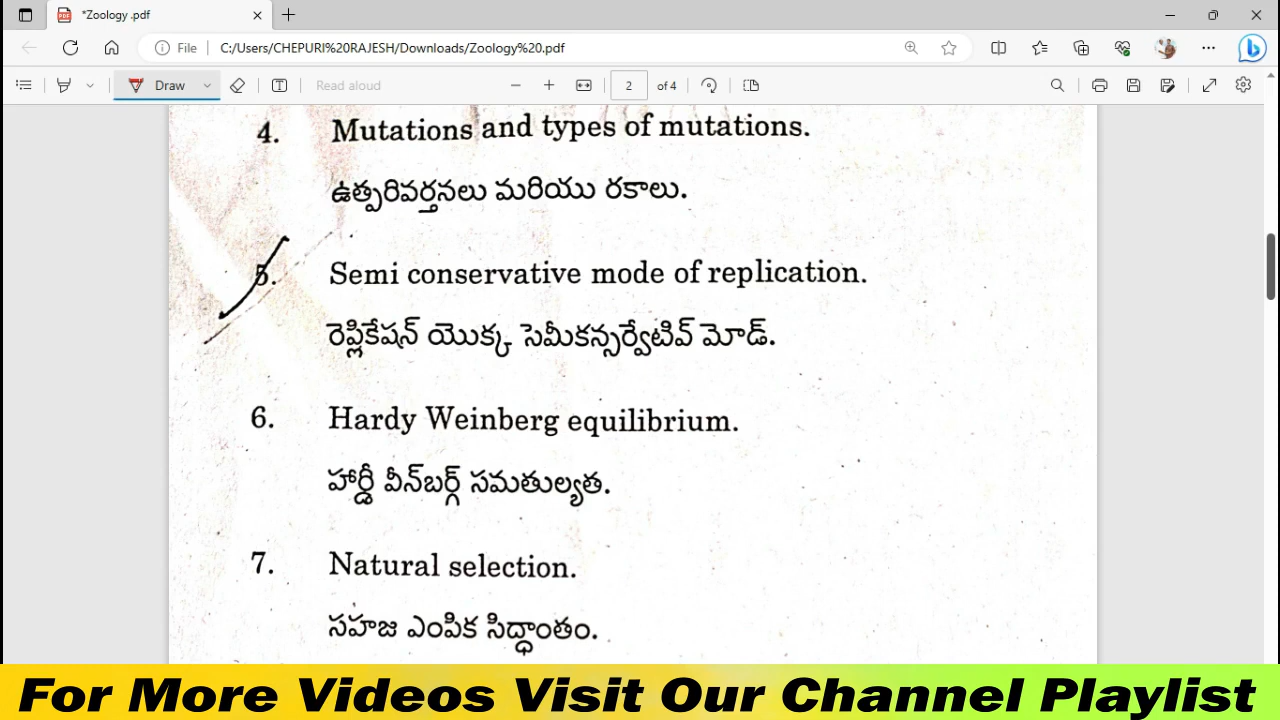 *Zoology .pdf
File
C:/Users/CHEPURI%20RAJESH/Downloads/Zoology%20.pdf
Draw
Read aloud
2
of 4
4. Mutations and types of mutations.
ఉత్పరివర్తనలు మరియు రకాలు.
5. Semi conservative mode of replication.
రెప్లికేషన్ యొక్క సెమీకన్సర్వేటివ్ మోడ్.
6. Hardy Weinberg equilibrium.
హార్డీ వీన్‌బర్గ్ సమతుల్యత.
7. Natural selection.
సహజ ఎంపిక సిద్ధాంతం.
For More Videos Visit Our Channel Playlist